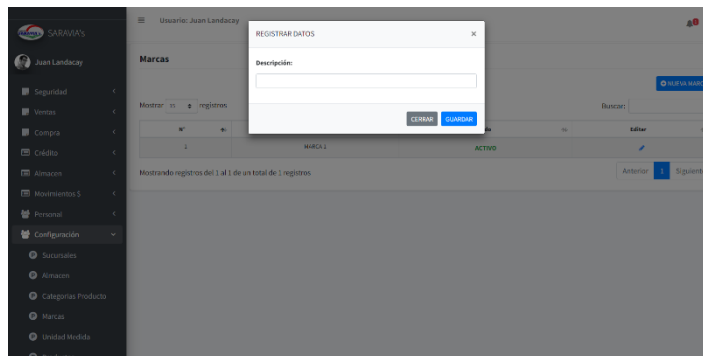 SARAVIA's
Usuario: Juan Landacay
Juan Landacay
Seguridad
Ventas
Compra
Crédito
Almacen
Movimientos S
Personal
Configuración
Sucursales
Almacen
Categorias Producto
Marcas
Unidad Medida
Marcas
NUEVA MARC
Mostrar
registros
Buscar:
N°
Editar
1
MARCA 1
ACTIVO
Mostrando registros del 1 al 1 de un total de 1 registros
Anterior 1 Siguiente
REGISTRAR DATOS ×
Descripción:
CERRAR GUARDAR